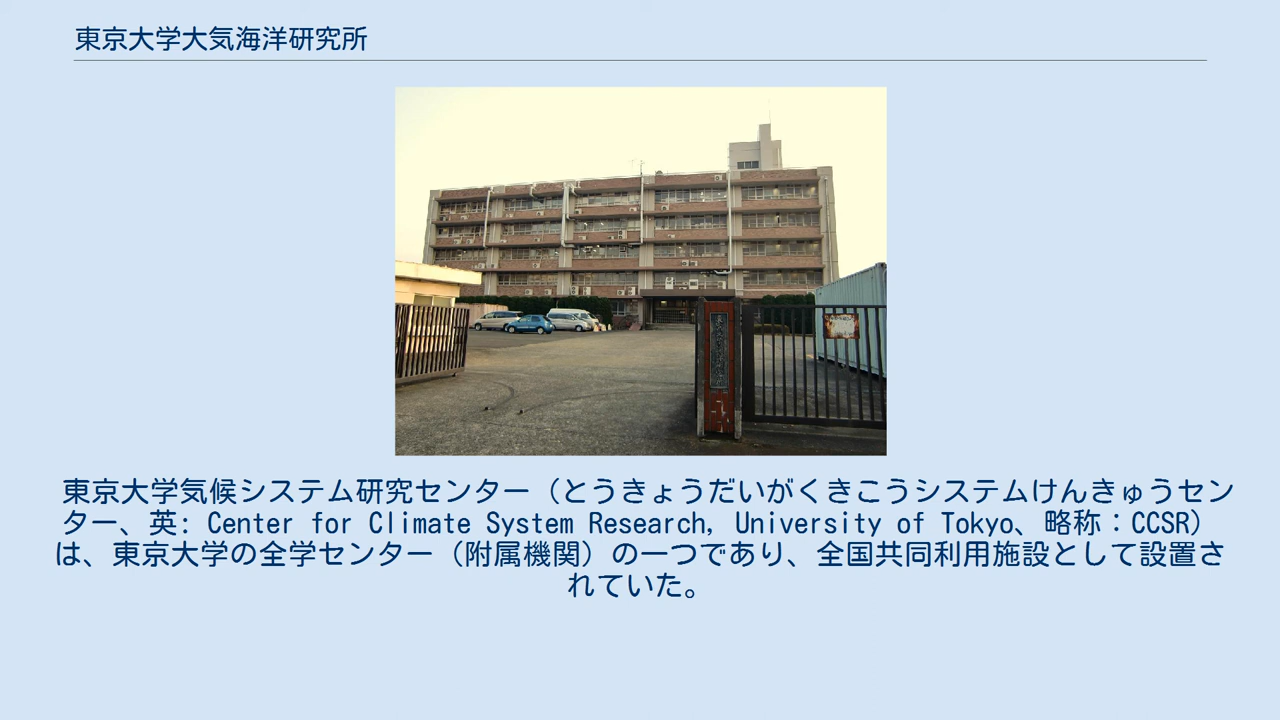 東京大学大気海洋研究所
東京大学気候システム研究センター（とうきょうだいがくきこうシステムけんきゅうセン
ター、英: Center for Climate System Research, University of Tokyo、略称：CCSR）
は、東京大学の全学センター（附属機関）の一つであり、全国共同利用施設として設置さ
れていた。